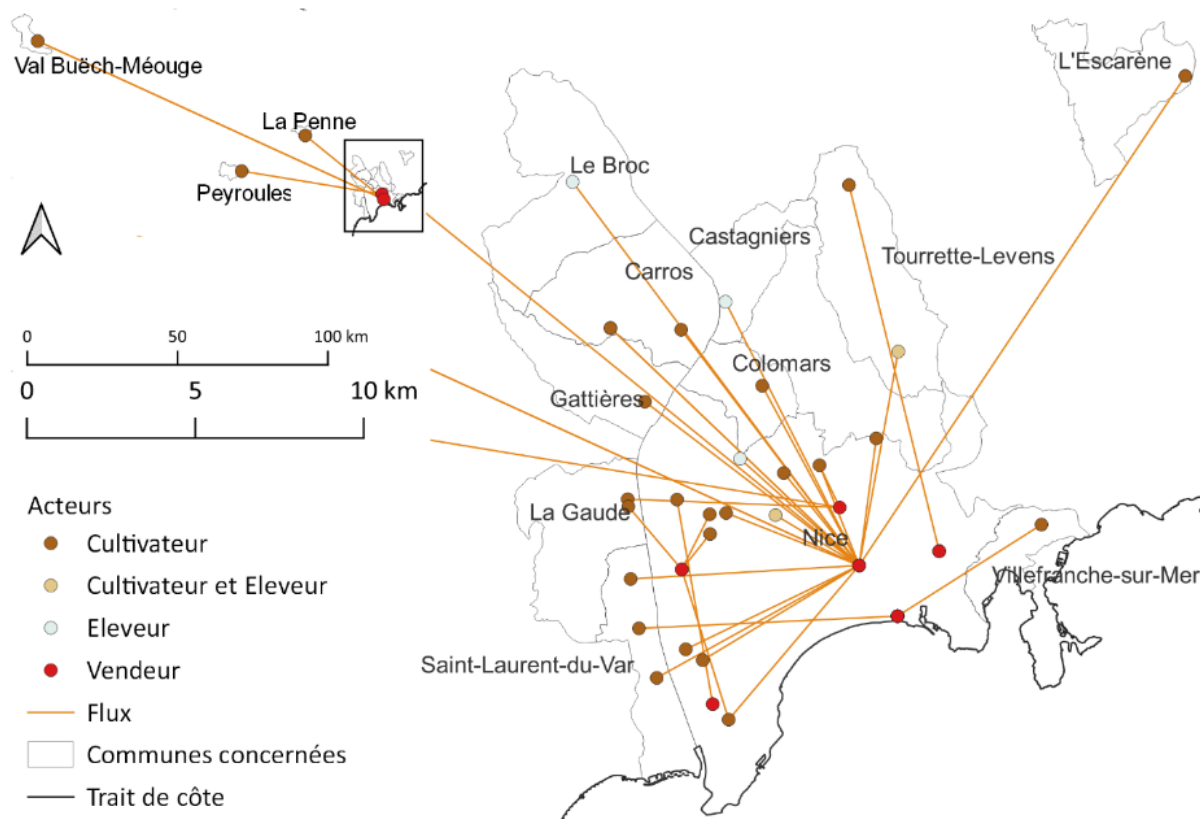 Val Buëch-Méouge
L'Escarène
La Penne
Le Broc
Peyroules
Castagniers
Tourrette-Levens
Carros
0 50 100 km
Colomars
0 5 10 km
Gattières
Acteurs
La Gaude
Cultivateur
Nice
Cultivateur et Eleveur
Villefranche-sur-Mer
Eleveur
Vendeur
Saint-Laurent-du-Var
Flux
Communes concernées
Trait de côte